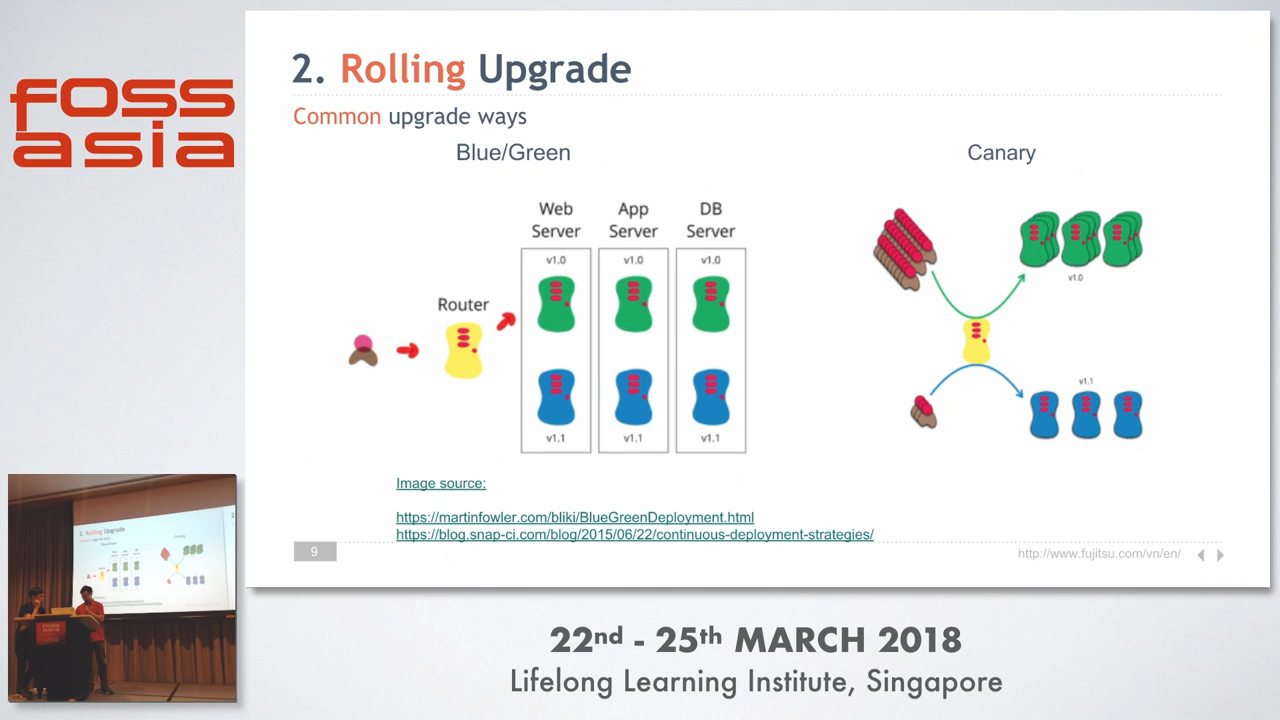 foss
asia
2. Rolling Upgrade
Common upgrade ways
Blue/Green
Canary
Web
Server
App
Server
DB
Server
v1.0
v1.0
v1.0
Router
v1.1
v1.1
v1.1
v1.0
v1.1
Image source:
https://martinfowler.com/bliki/BlueGreenDeployment.html
https://blog.snap-ci.com/blog/2015/06/22/continuous-deployment-strategies/
9
http://www.fujitsu.com/vn/en/
2. Rolling Upgrade
22nd - 25th MARCH 2018
Lifelong Learning Institute, Singapore